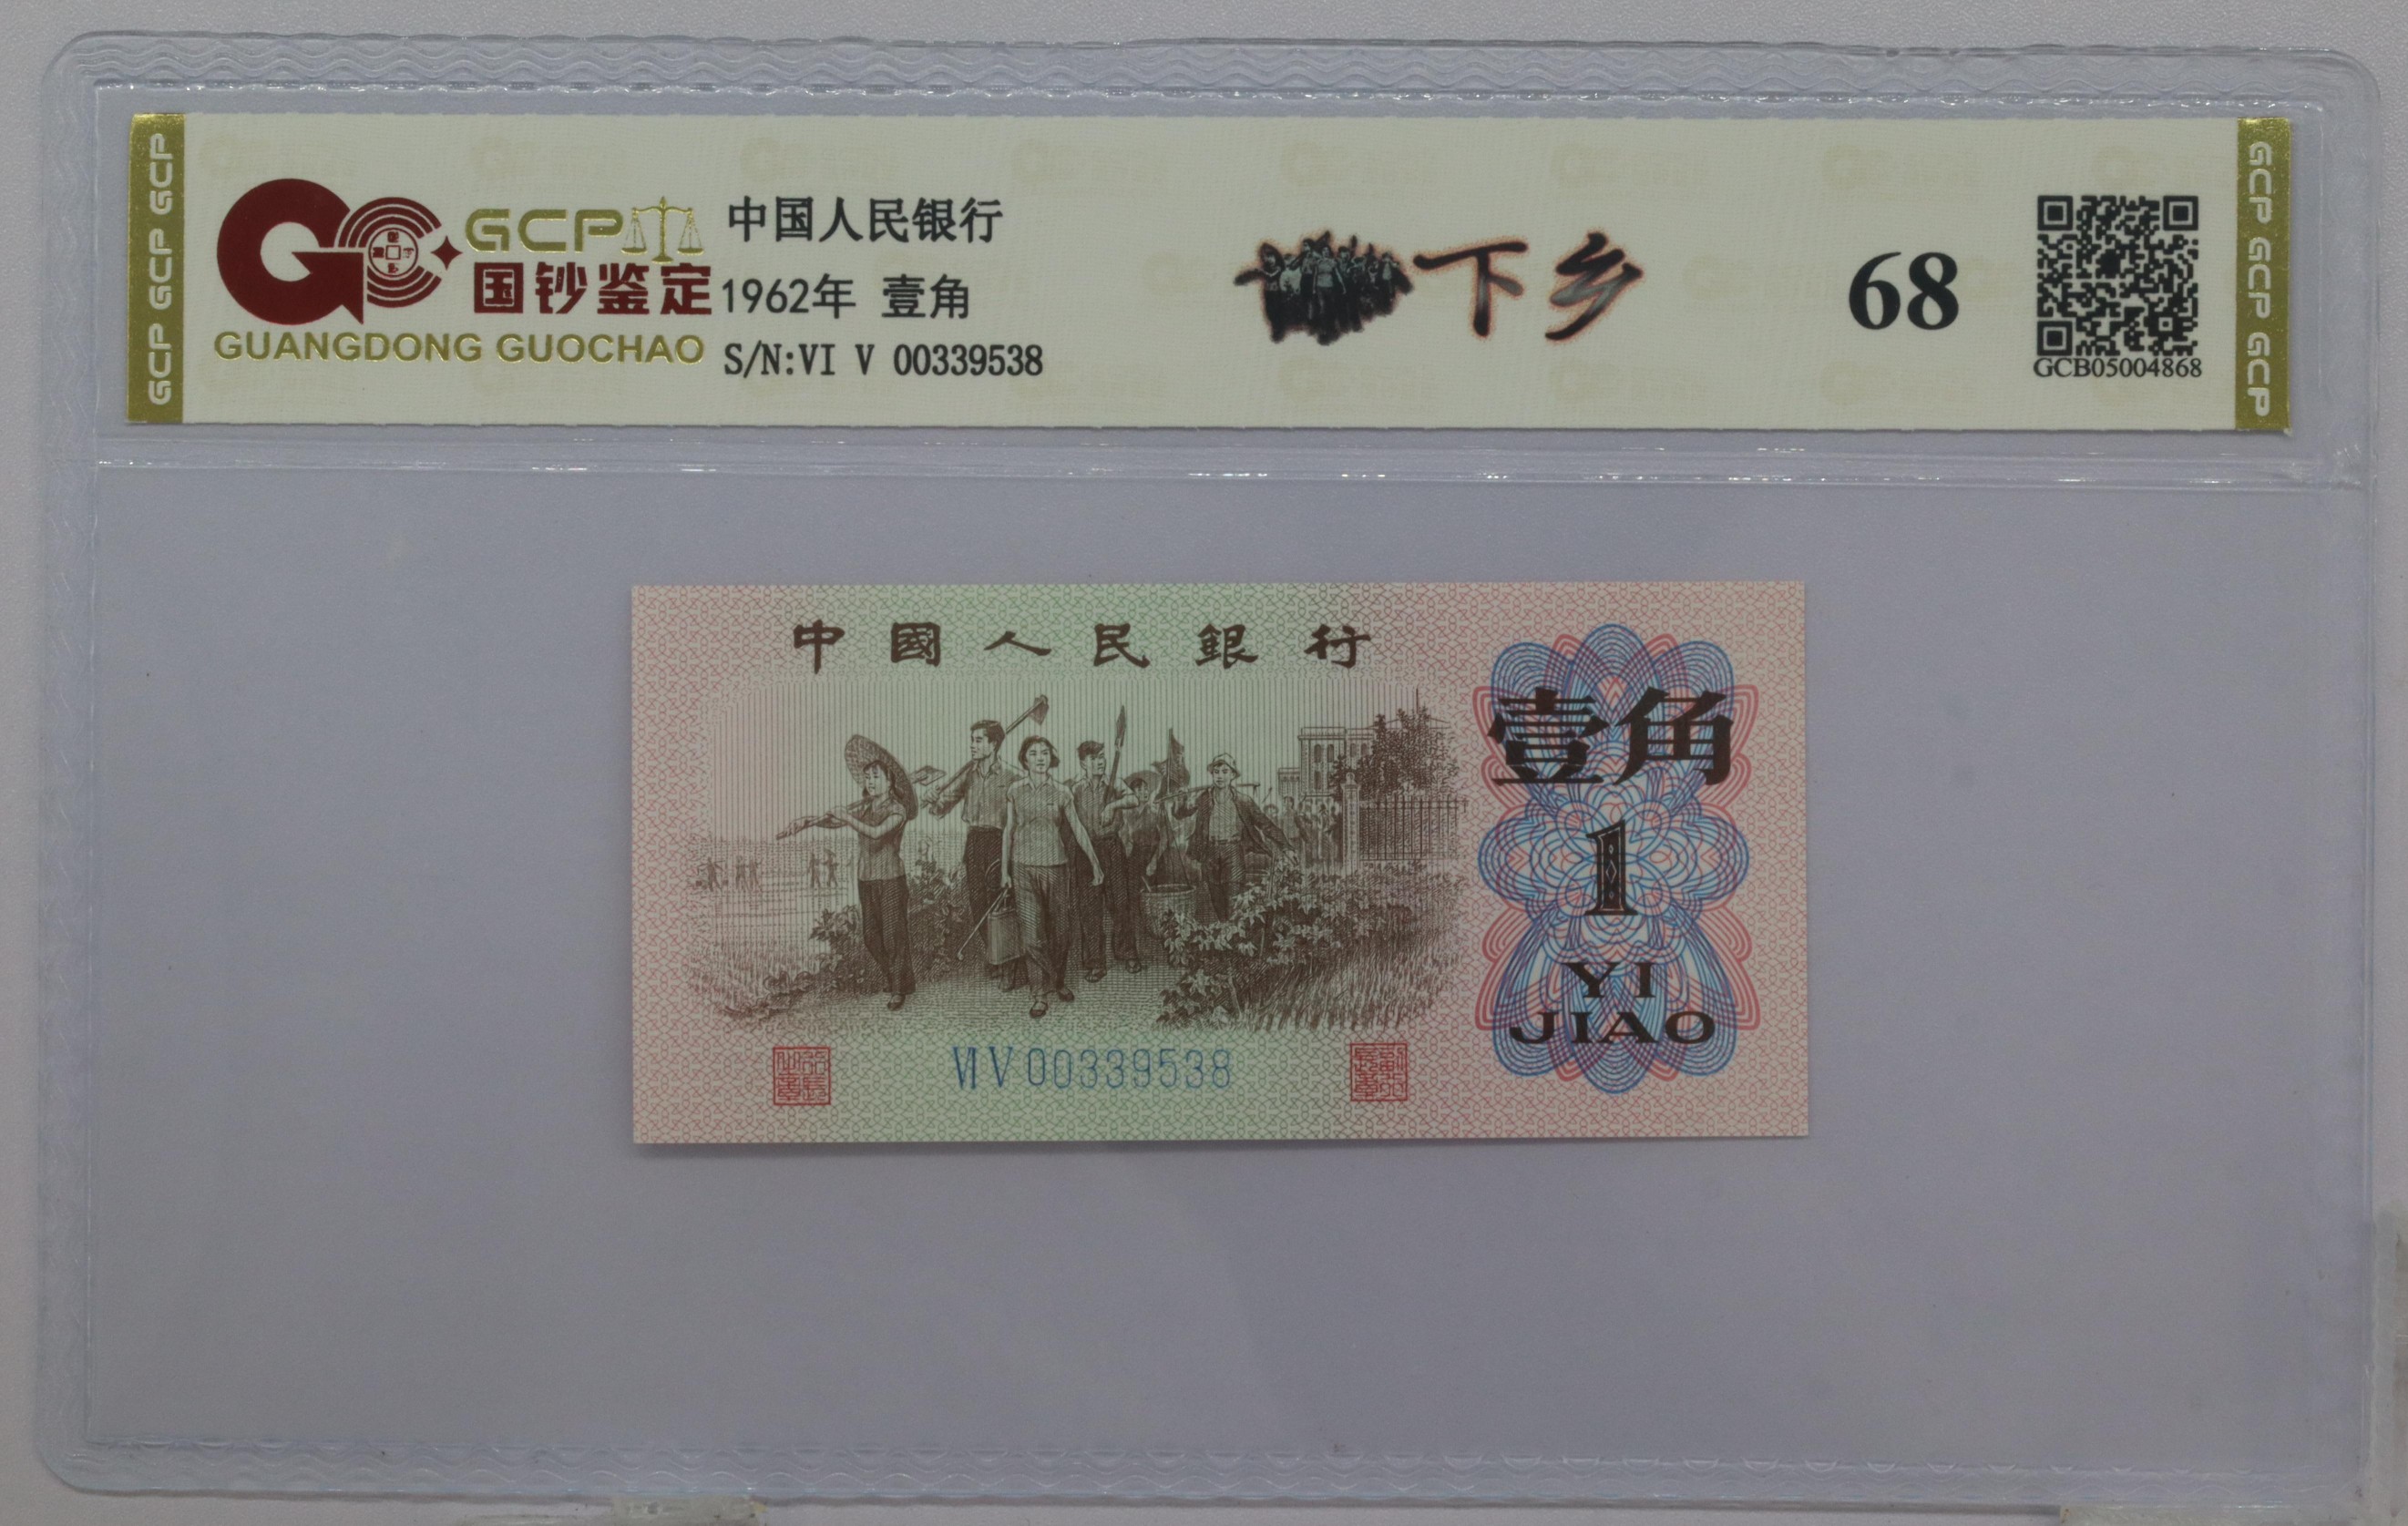 GCP GCP GCP
GCP
国钞鉴定
GUANGDONG GUOCHAO
中国人民银行
1962年 壹角
S/N:VI V 00339538
下乡
68
GCB05004868
GCP GCP GCP
中國人民銀行
壹角
1
YI
JIAO
VI V 00339538